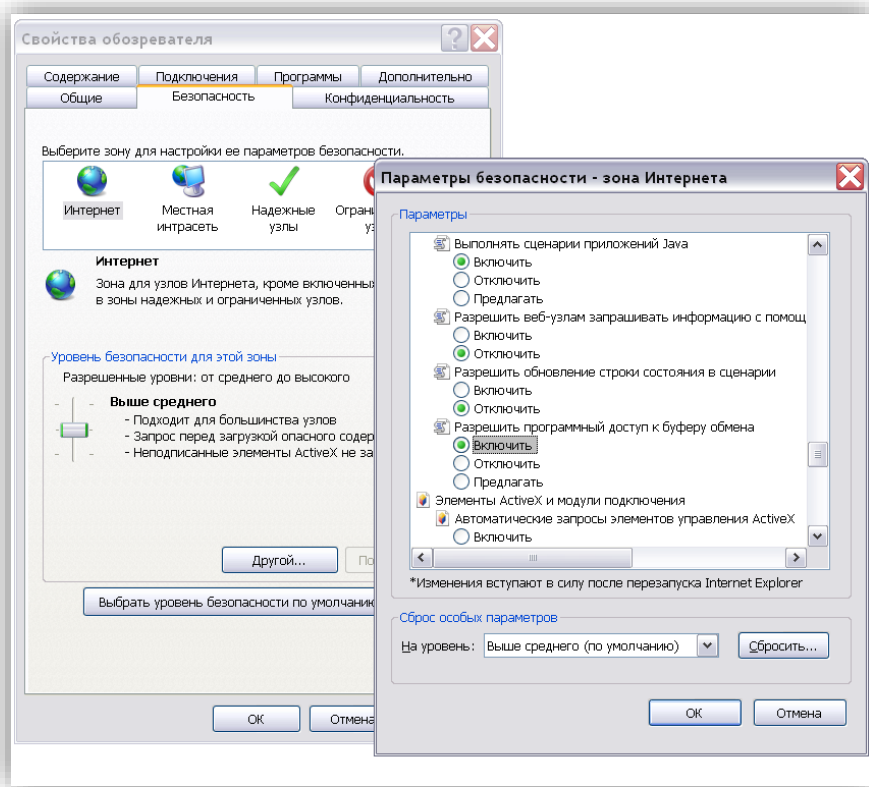 Свойства обозревателя
Содержание Подключения Программы Дополнительно
Общие Безопасность Конфиденциальность
Выберите зону для настройки ее параметров безопасности.
Интернет
Местная
интрасеть
Надежные
узлы
Интернет
Зона для узлов Интернета, кроме
в зоны надежных и ограниченных узлов.
Уровень безопасности для этой зоны
Разрешенные уровни: от среднего до высокого
Выше среднего
- Подходит для большинства узлов
- Запрос перед загрузкой опасного
- Неподписанные элементы ActiveX не
Другой...
Выбрать уровень безопасности по умолчанию
ОК Отмена
Параметры безопасности - зона Интернета
Параметры
Выполнять сценарии приложений Java
Включить
Отключить
Предлагать
Разрешить веб-узлам запрашивать информацию с
Включить
Отключить
Разрешить обновление строки состояния в сценарии
Включить
Отключить
Разрешить программный доступ к буферу обмена
Включить
Отключить
Предлагать
Элементы ActiveX и модули подключения
Автоматические запросы элементов управления ActiveX
Включить
*Изменения вступают в силу после перезапуска Internet Explorer
Сброс особых параметров
На уровень: Выше среднего (по умолчанию) Сбросить...
ОК Отмена